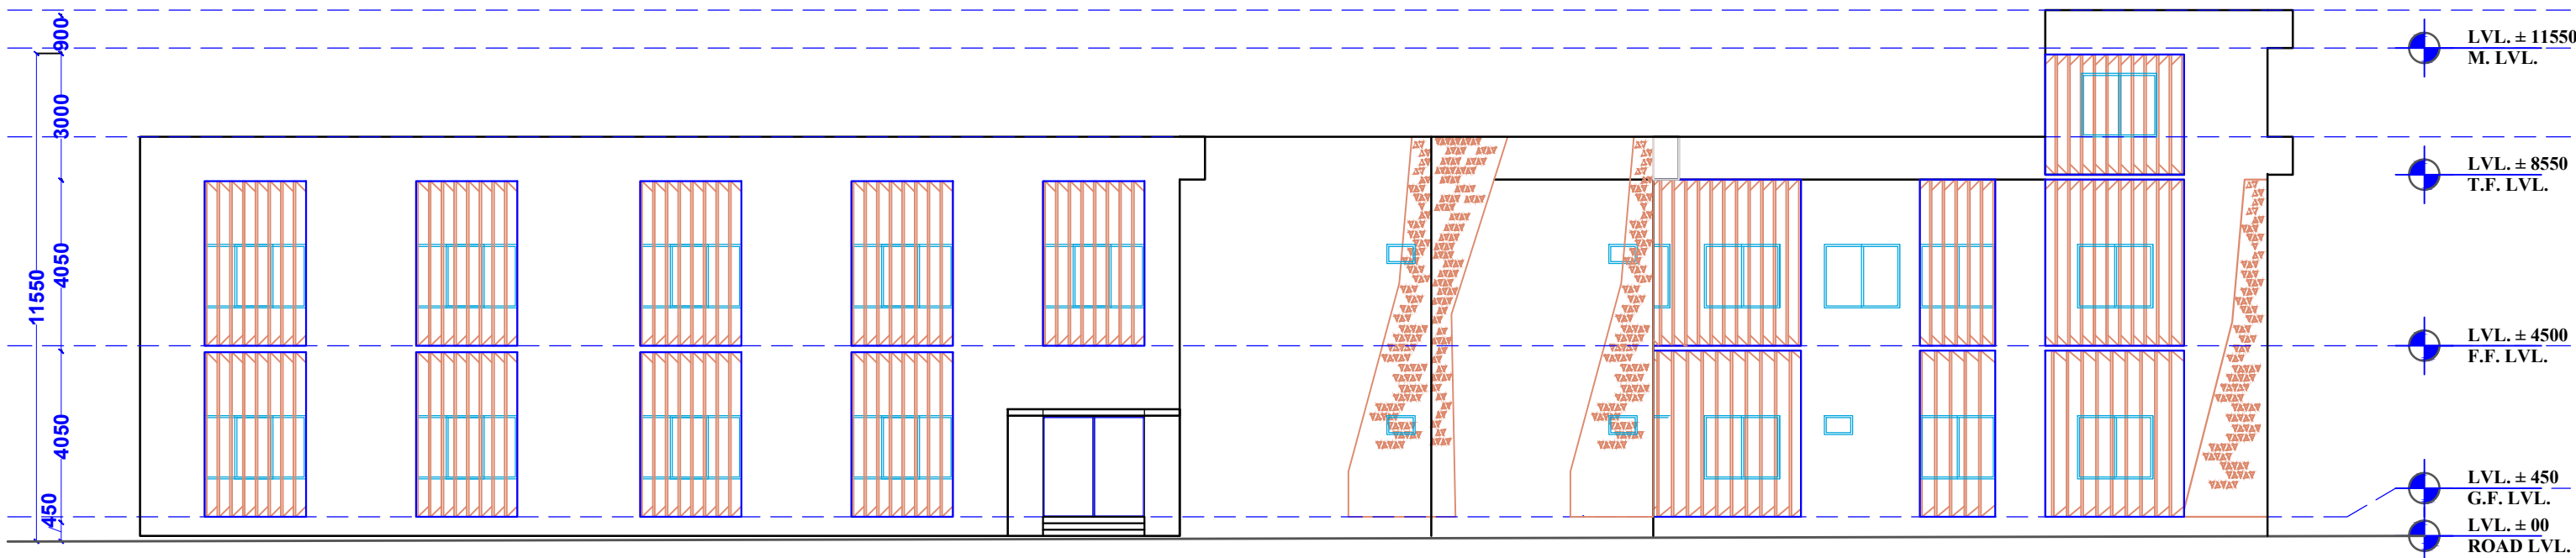 900
3000
4050
11550
4050
450
LVL. ± 11550
M. LVL.
LVL. ± 8550
T.F. LVL.
LVL. ± 4500
F.F. LVL.
LVL. ± 450
G.F. LVL.
LVL. ± 00
ROAD LVL.